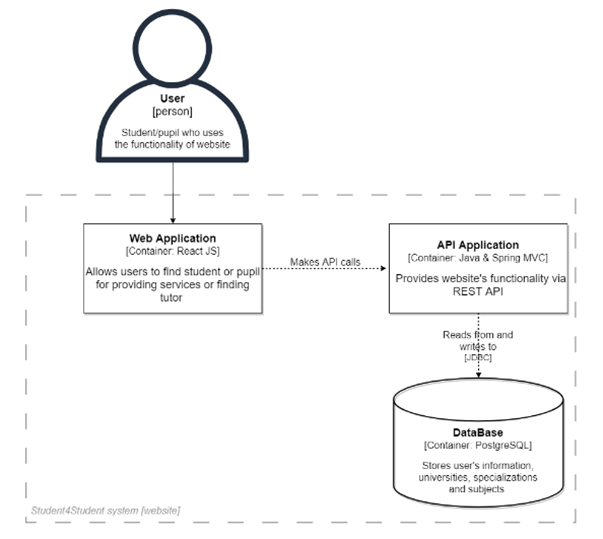 User
[person]
Student/pupil who uses
the functionality of website
Web Application
[Container: React JS]
Allows users to find student or pupil
for providing services or finding
tutor
Makes API calls
API Application
[Container: Java & Spring MVC]
Provides website's functionality via
REST API
Reads from and
writes to
[JDBC]
DataBase
[Container: PostgreSQL]
Stores user's information,
universities, specializations
and subjects
Student4Student system [website]